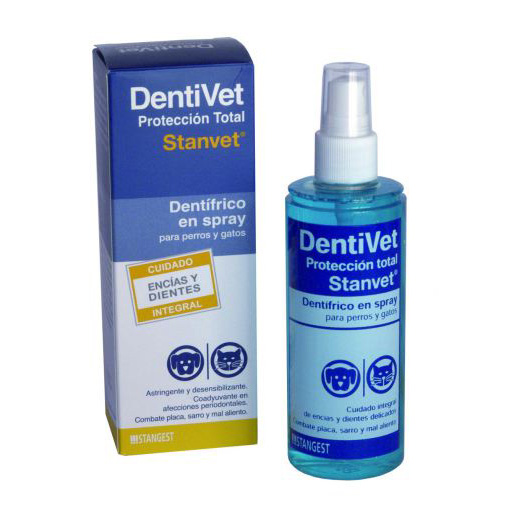 DentiVet
DentiVet
Protección Total
Stanvet®
Dentífrico
en spray
para perros y gatos
CUIDADO
ENCÍAS Y
DIENTES
INTEGRAL
Astringente y desensibilizante.
Coadyuvante en
afecciones periodontales.
Combate placa, sarro y mal aliento.
STANGEST
DentiVet
Protección total
Stanvet®
Dentífrico en spray
para perros y gatos
Cuidado integral
de encías y dientes delicados
Combate placa, sarro y mal aliento.
STANGEST